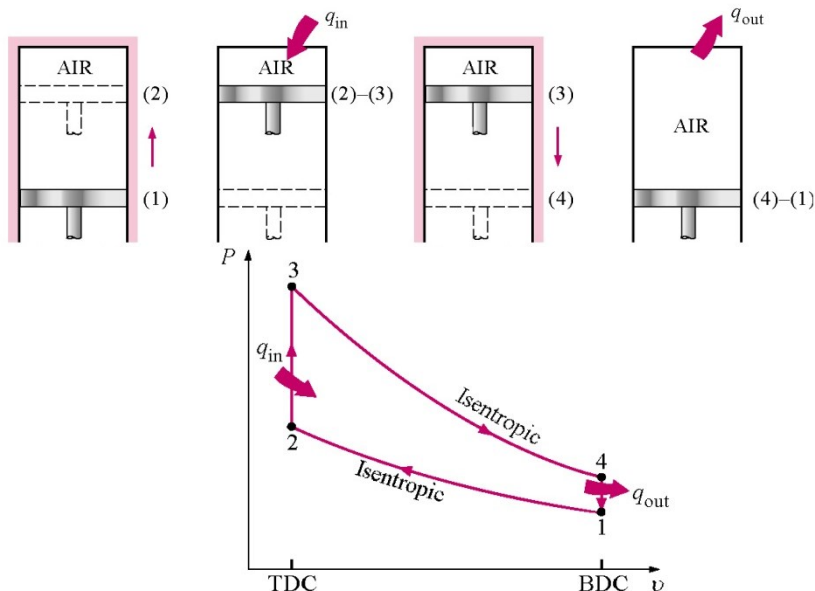 q_in
q_out
AIR
(2)
(1)
AIR
(2)–(3)
AIR
(3)
(4)
AIR
(4)–(1)
P
3
q_in
Isentropic
2
4
Isentropic
q_out
1
TDC
BDC
υ